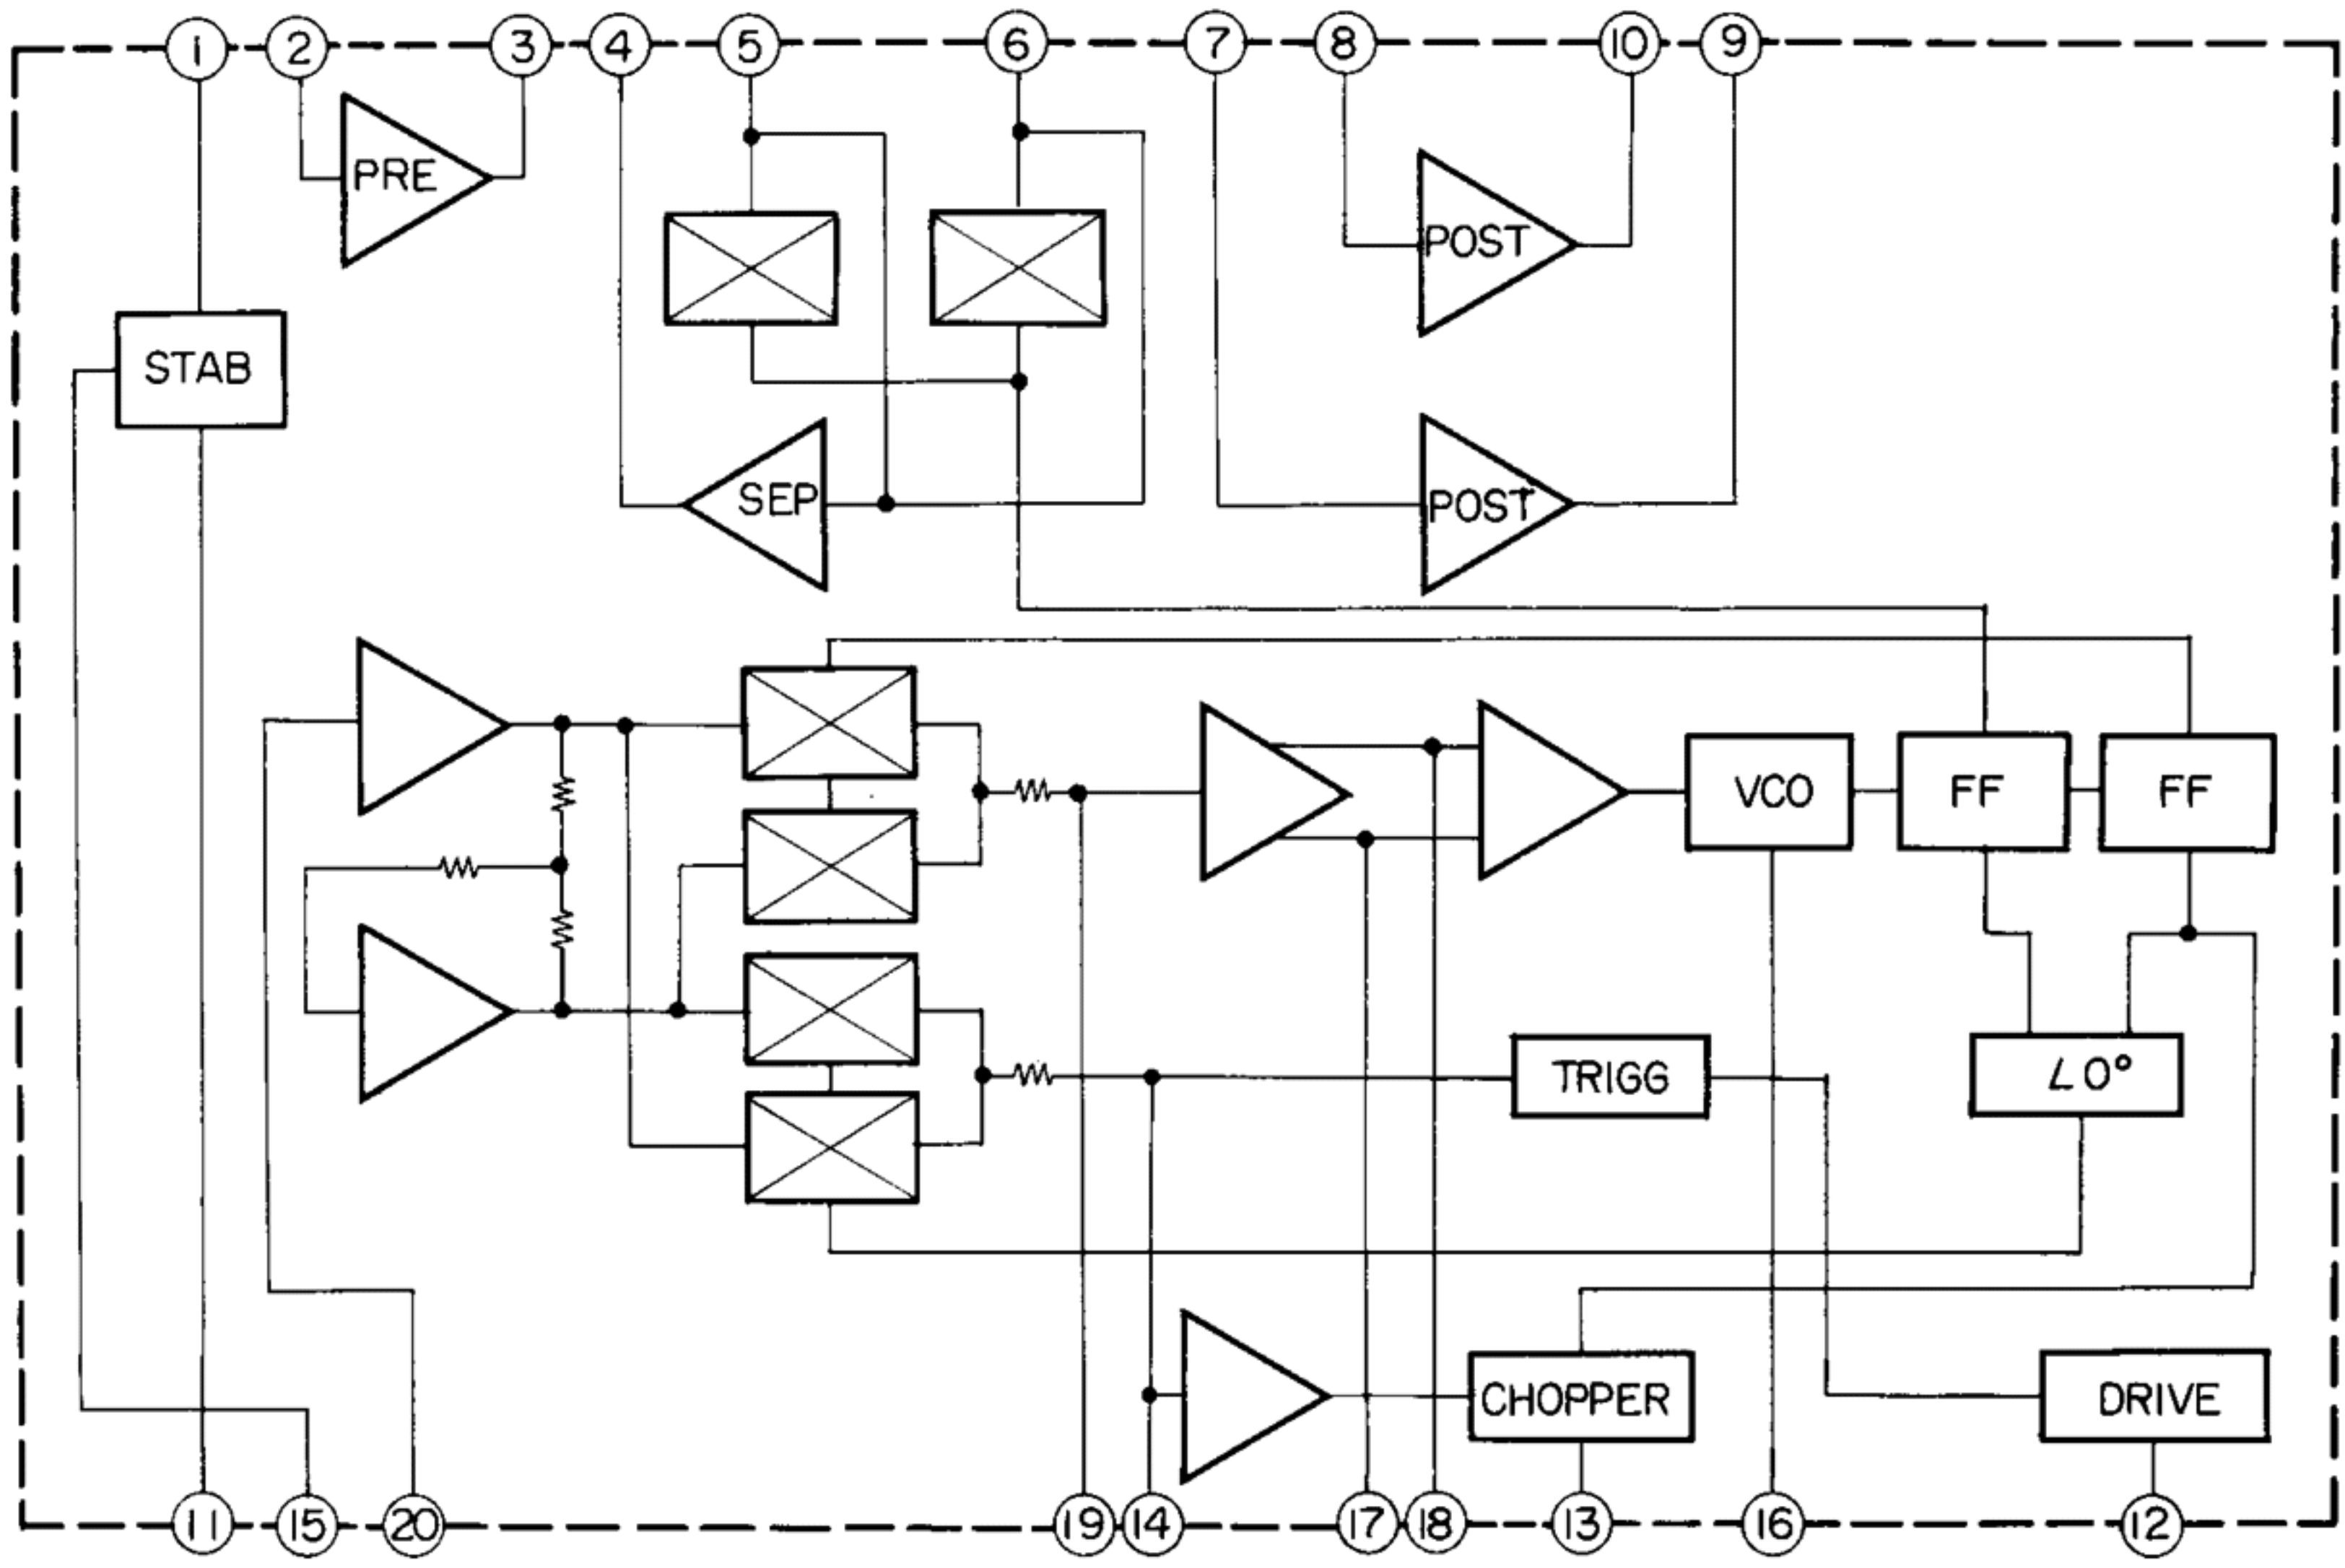 1 2 3 4 5 6 7 8 10 9
PRE
POST
STAB
SEP
POST
VCO
FF
FF
TRIGG
∠0°
CHOPPER
DRIVE
11 15 20 19 14 17 18 13 16 12